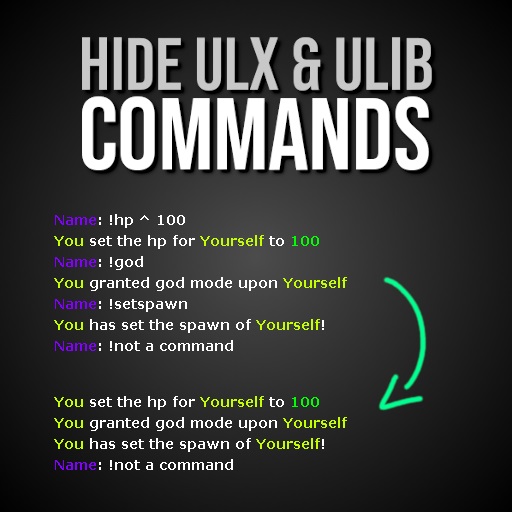 HIDE ULX & ULIB
COMMANDS
Name: !hp ^ 100
You set the hp for Yourself to 100
Name: !god
You granted god mode upon Yourself
Name: !setspawn
You has set the spawn of Yourself!
Name: !not a command
You set the hp for Yourself to 100
You granted god mode upon Yourself
You has set the spawn of Yourself!
Name: !not a command